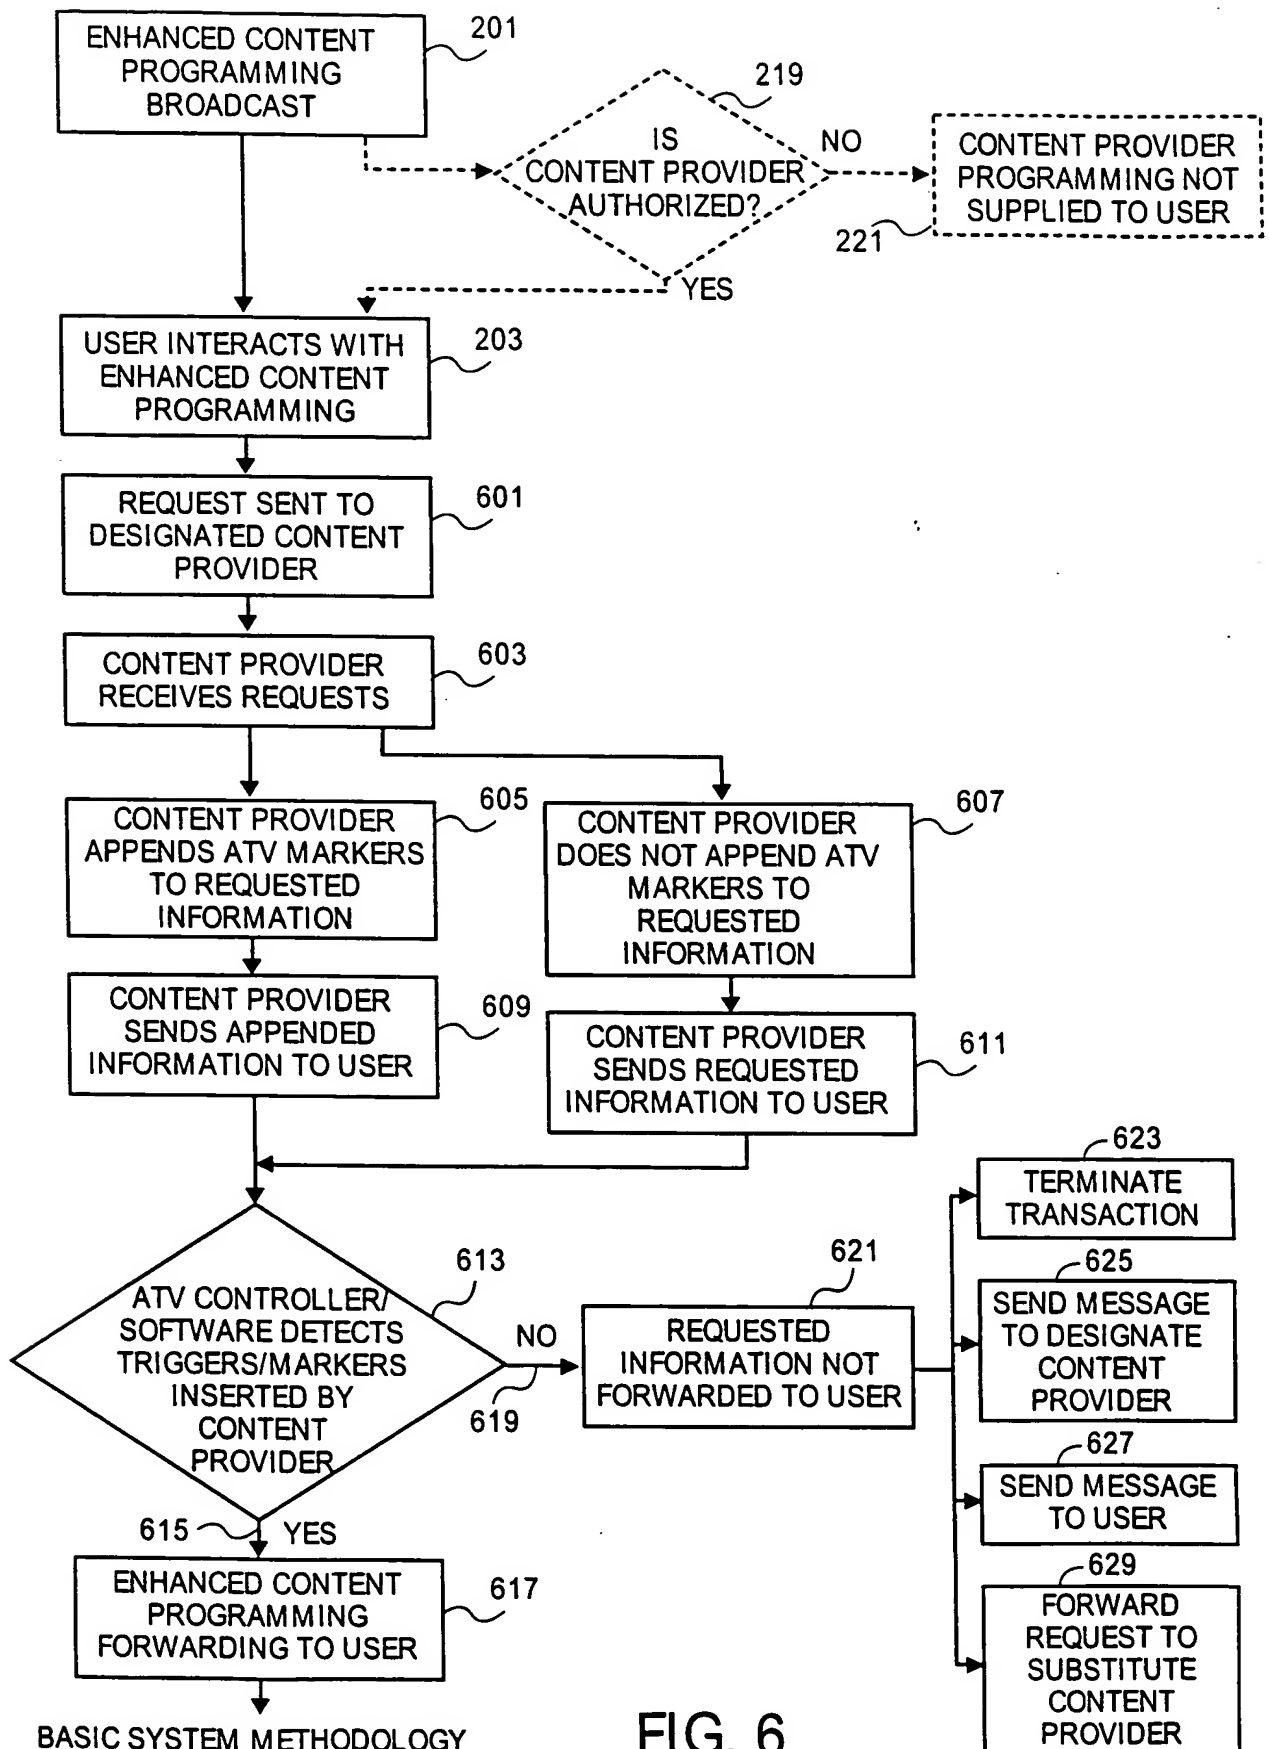 ENHANCED CONTENT
PROGRAMMING
BROADCAST
201
219
IS
CONTENT PROVIDER
AUTHORIZED?
NO
YES
CONTENT PROVIDER
PROGRAMMING NOT
SUPPLIED TO USER
221
USER INTERACTS WITH
ENHANCED CONTENT
PROGRAMMING
203
REQUEST SENT TO
DESIGNATED CONTENT
PROVIDER
601
CONTENT PROVIDER
RECEIVES REQUESTS
603
CONTENT PROVIDER
APPENDS ATV MARKERS
TO REQUESTED
INFORMATION
605
CONTENT PROVIDER
DOES NOT APPEND ATV
MARKERS TO
REQUESTED
INFORMATION
607
CONTENT PROVIDER
SENDS APPENDED
INFORMATION TO USER
609
CONTENT PROVIDER
SENDS REQUESTED
INFORMATION TO USER
611
ATV CONTROLLER/
SOFTWARE DETECTS
TRIGGERS/MARKERS
INSERTED BY
CONTENT
PROVIDER
613
NO
619
REQUESTED
INFORMATION NOT
FORWARDED TO USER
621
623
TERMINATE
TRANSACTION
625
SEND MESSAGE
TO DESIGNATE
CONTENT
PROVIDER
627
SEND MESSAGE
TO USER
629
FORWARD
REQUEST TO
SUBSTITUTE
CONTENT
PROVIDER
615
YES
ENHANCED CONTENT
PROGRAMMING
FORWARDING TO USER
617
BASIC SYSTEM METHODOLOGY
FIG. 6